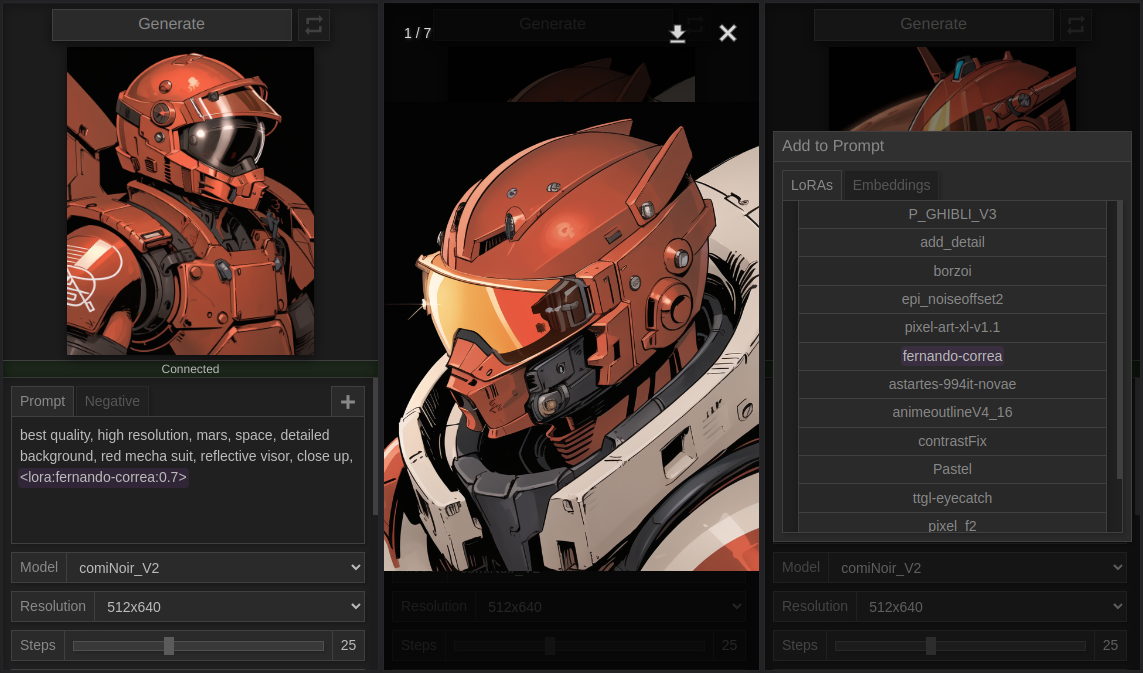 Generate
Connected
Prompt
Negative
best quality, high resolution, mars, space, detailed
background, red mecha suit, reflective visor, close up,
<lora:fernando-correa:0.7>
Model
comiNoir_V2
Resolution
512x640
Steps
25
Generate
1 / 7
Resolution
512x640
Steps
25
Generate
Add to Prompt
LoRAs
Embeddings
P_GHIBLI_V3
add_detail
borzoi
epi_noiseoffset2
pixel-art-xl-v1.1
fernando-correa
astartes-994it-novae
animeoutlineV4_16
contrastFix
Pastel
ttgl-eyecatch
pixel_f2
Model
comiNoir_V2
Resolution
512x640
Steps
25